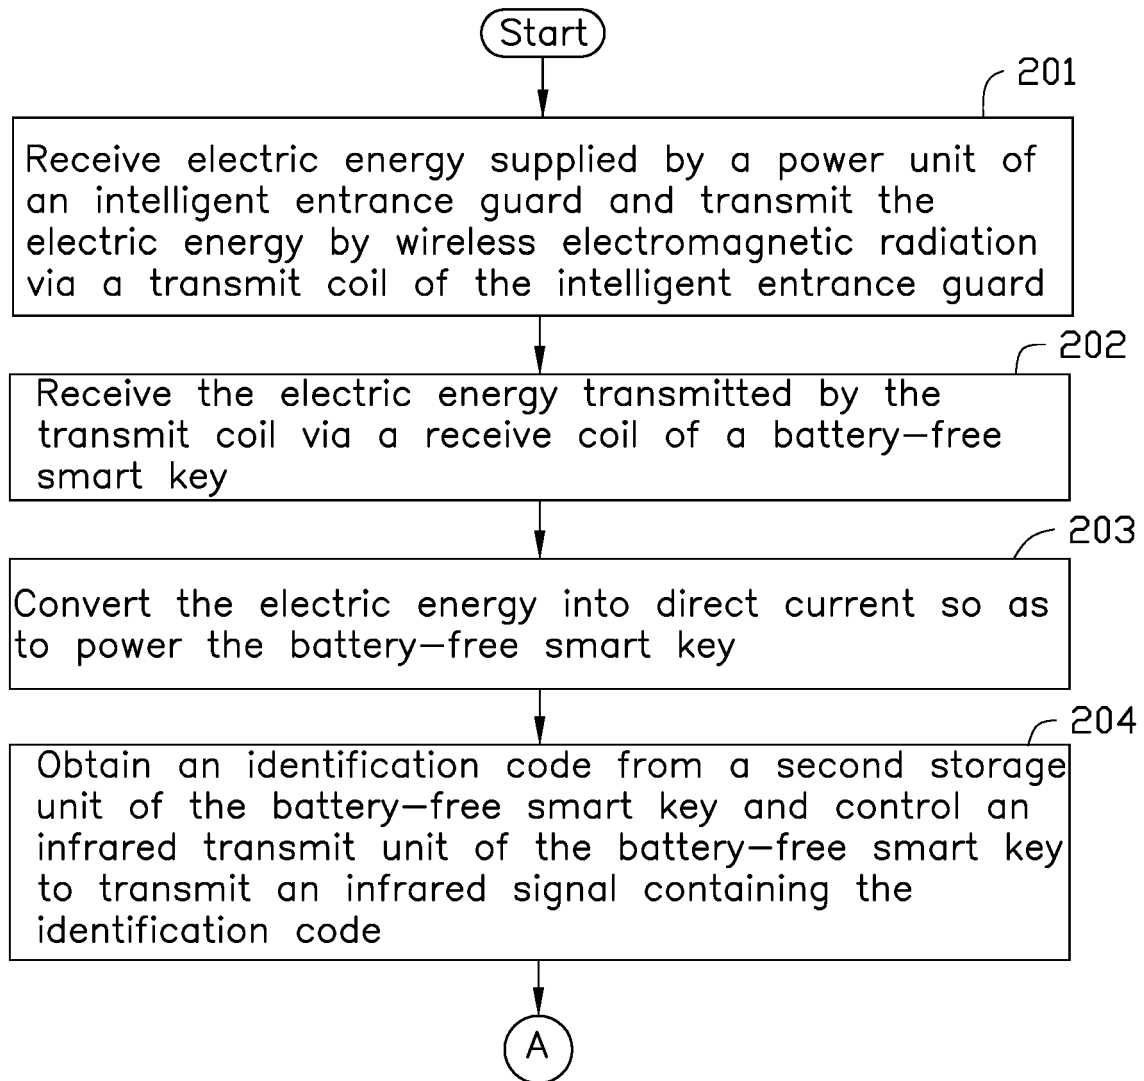 Start
201
Receive electric energy supplied by a power unit of
an intelligent entrance guard and transmit the
electric energy by wireless electromagnetic radiation
via a transmit coil of the intelligent entrance guard
202
Receive the electric energy transmitted by the
transmit coil via a receive coil of a battery-free
smart key
203
Convert the electric energy into direct current so as
to power the battery-free smart key
204
Obtain an identification code from a second storage
unit of the battery-free smart key and control an
infrared transmit unit of the battery-free smart key
to transmit an infrared signal containing the
identification code
A